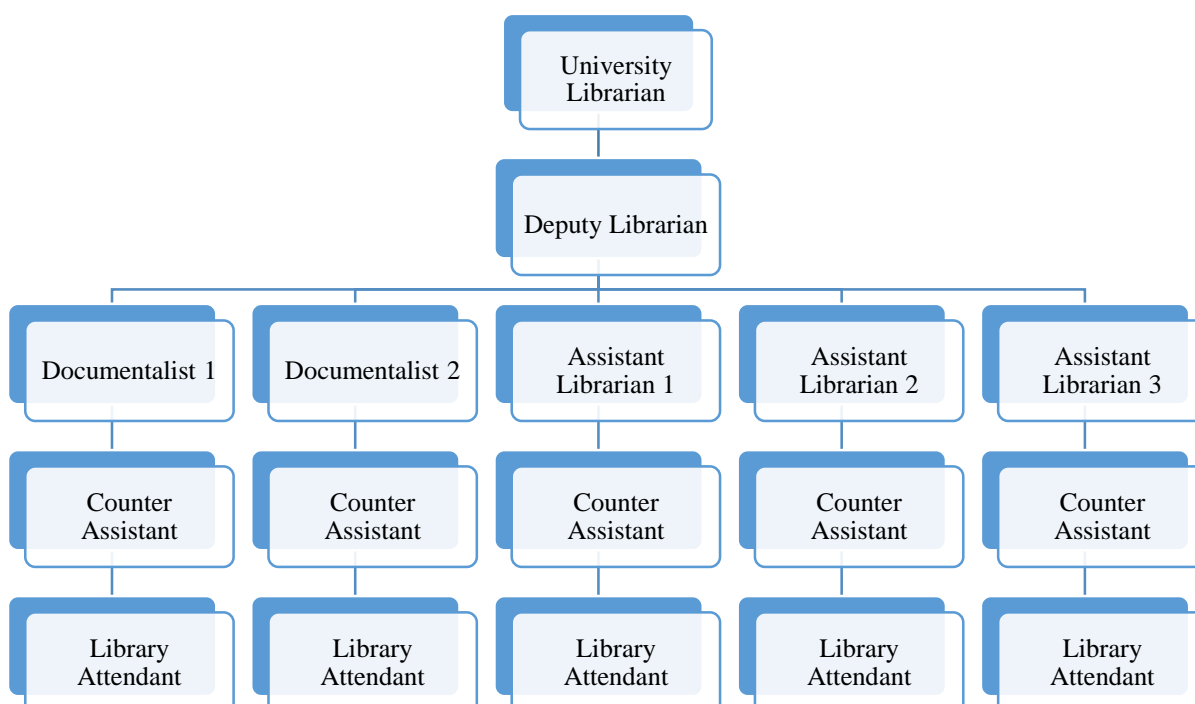 University
Librarian
Deputy Librarian
Documentalist 1
Documentalist 2
Assistant
Librarian 1
Assistant
Librarian 2
Assistant
Librarian 3
Counter
Assistant
Counter
Assistant
Counter
Assistant
Counter
Assistant
Counter
Assistant
Library
Attendant
Library
Attendant
Library
Attendant
Library
Attendant
Library
Attendant